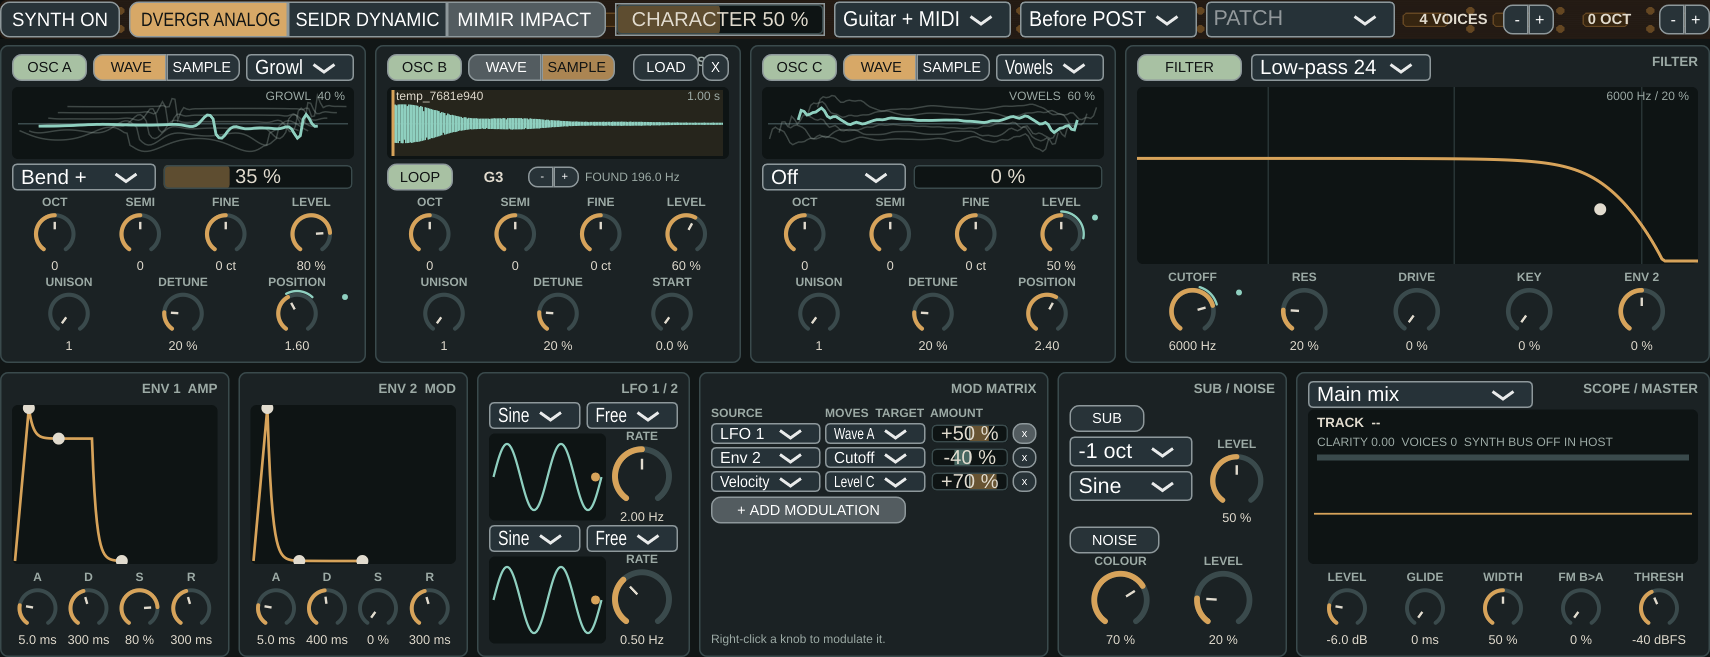 SYNTH ON DVERGR ANALOG SEIDR DYNAMIC MIMIR IMPACT CHARACTER 50 % Guitar + MIDI Before POST PATCH 4 VOICES - + 0 OCT - +
OSC A WAVE SAMPLE Growl
GROWL 40 %
Bend + 35 %
OCT SEMI FINE LEVEL
0 0 0 ct 80 %
UNISON DETUNE POSITION
1 20 % 1.60
OSC B WAVE SAMPLE LOAD X
temp_7681e940 1.00 s
LOOP G3 - + FOUND 196.0 Hz
OCT SEMI FINE LEVEL
0 0 0 ct 60 %
UNISON DETUNE START
1 20 % 0.0 %
OSC C WAVE SAMPLE Vowels
VOWELS 60 %
Off 0 %
OCT SEMI FINE LEVEL
0 0 0 ct 50 %
UNISON DETUNE POSITION
1 20 % 2.40
FILTER Low-pass 24 FILTER
6000 Hz / 20 %
CUTOFF RES DRIVE KEY ENV 2
6000 Hz 20 % 0 % 0 % 0 %
ENV 1 AMP
A D S R
5.0 ms 300 ms 80 % 300 ms
ENV 2 MOD
A D S R
5.0 ms 400 ms 0 % 300 ms
LFO 1 / 2
Sine Free
RATE
2.00 Hz
Sine Free
RATE
0.50 Hz
MOD MATRIX
SOURCE MOVES TARGET AMOUNT
LFO 1 Wave A +50 % x
Env 2 Cutoff -40 % x
Velocity Level C +70 % x
+ ADD MODULATION
Right-click a knob to modulate it.
SUB / NOISE
SUB
-1 oct LEVEL
Sine
50 %
NOISE
COLOUR LEVEL
70 % 20 %
Main mix SCOPE / MASTER
TRACK --
CLARITY 0.00 VOICES 0 SYNTH BUS OFF IN HOST
LEVEL GLIDE WIDTH FM B>A THRESH
-6.0 dB 0 ms 50 % 0 % -40 dBFS